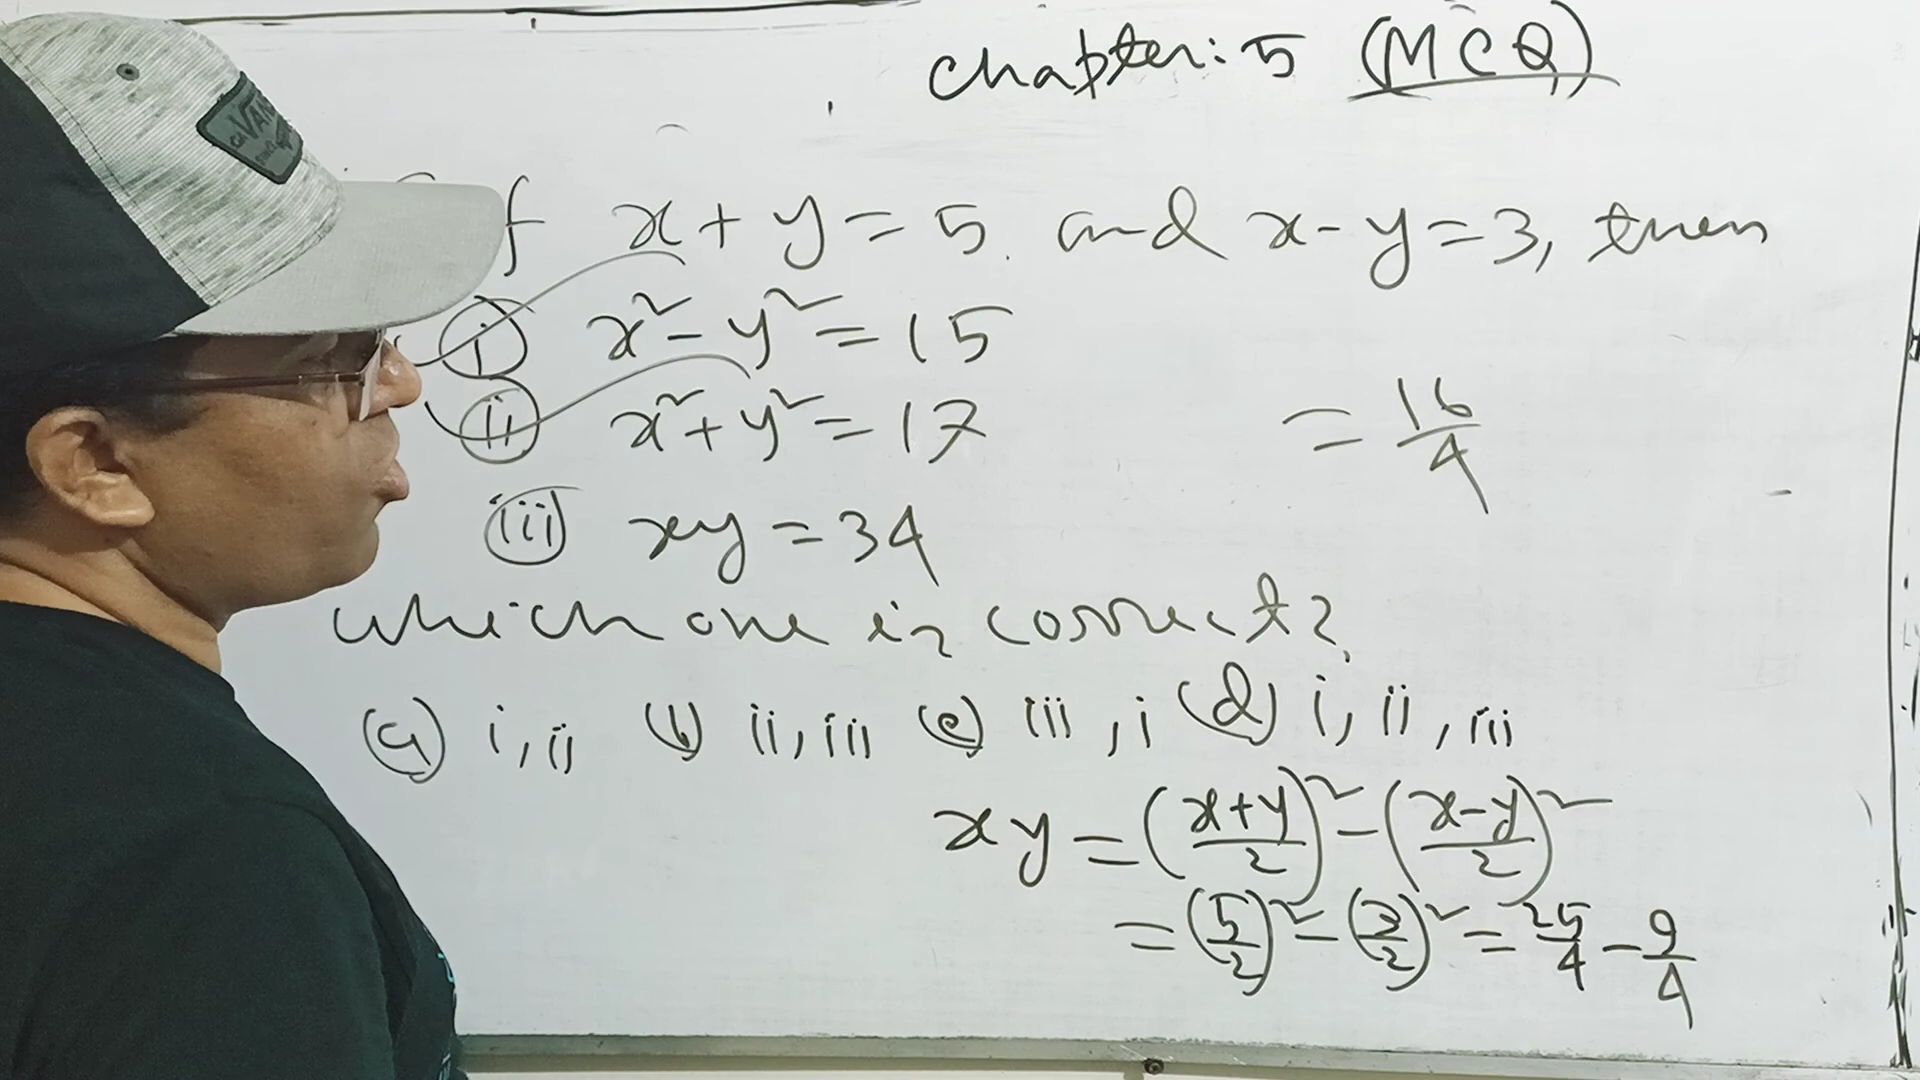 VANS
chapter: 5 (MCQ)
f x + y = 5 and x - y = 3, then
(i) x² - y² = 15
(ii) x² + y² = 17
= 16/4
(iii) xy = 34
which one is correct?
(a) i, ii (b) ii, iii (c) iii, i (d) i, ii, iii
xy = ((x+y)/2)² - ((x-y)/2)²
= (5/2)² - (3/2)² = 25/4 - 9/4